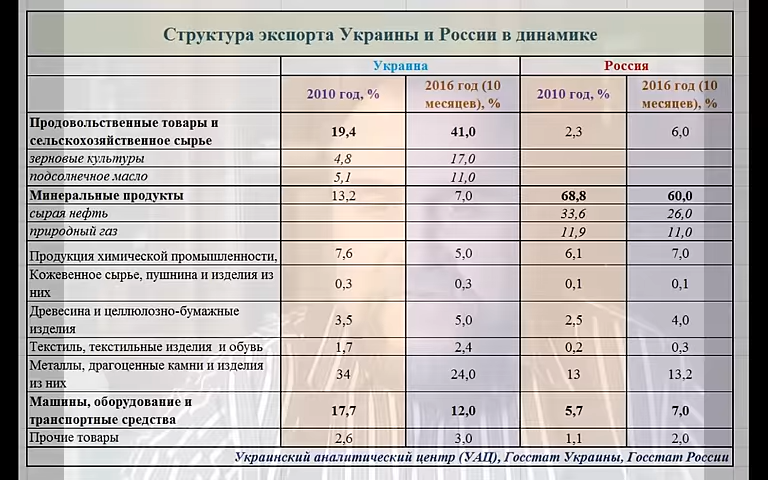 Структура экспорта Украины и России в динамике
Украина Россия
2010 год, % 2016 год (10 месяцев), % 2010 год, % 2016 год (10 месяцев), %
Продовольственные товары и
сельскохозяйственное сырье 19,4 41,0 2,3 6,0
зерновые культуры 4,8 17,0
подсолнечное масло 5,1 11,0
Минеральные продукты 13,2 7,0 68,8 60,0
сырая нефть 33,6 26,0
природный газ 11,9 11,0
Продукция химической промышленности, 7,6 5,0 6,1 7,0
Кожевенное сырье, пушнина и изделия из
них 0,3 0,3 0,1 0,1
Древесина и целлюлозно-бумажные
изделия 3,5 5,0 2,5 4,0
Текстиль, текстильные изделия и обувь 1,7 2,4 0,2 0,3
Металлы, драгоценные камни и изделия
из них 34 24,0 13 13,2
Машины, оборудование и
транспортные средства 17,7 12,0 5,7 7,0
Прочие товары 2,6 3,0 1,1 2,0
Украинский аналитический центр (УАЦ), Госстат Украины, Госстат России